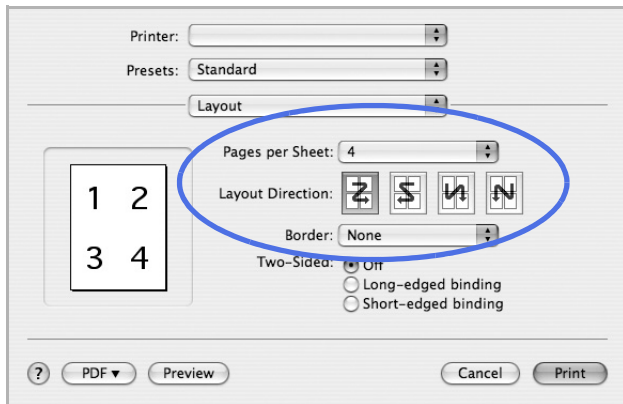 Printer:
Presets: Standard
Layout
Pages per Sheet: 4
Layout Direction:
Border: None
Two-Sided: Off
Long-edged binding
Short-edged binding
1 2
3 4
? PDF ▼ Preview Cancel Print